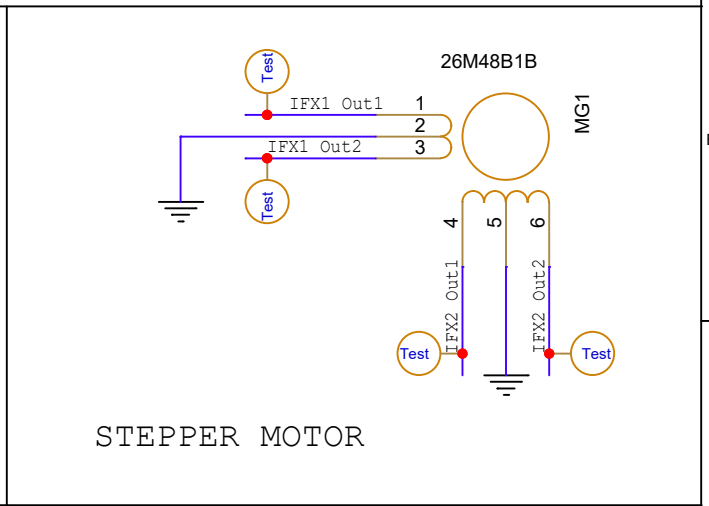 26M48B1B
Test
MG1
IFX1 Out1
1
2
IFX1 Out2
3
Test
4
5
6
IFX2 Out1
IFX2 Out2
Test
Test
STEPPER MOTOR